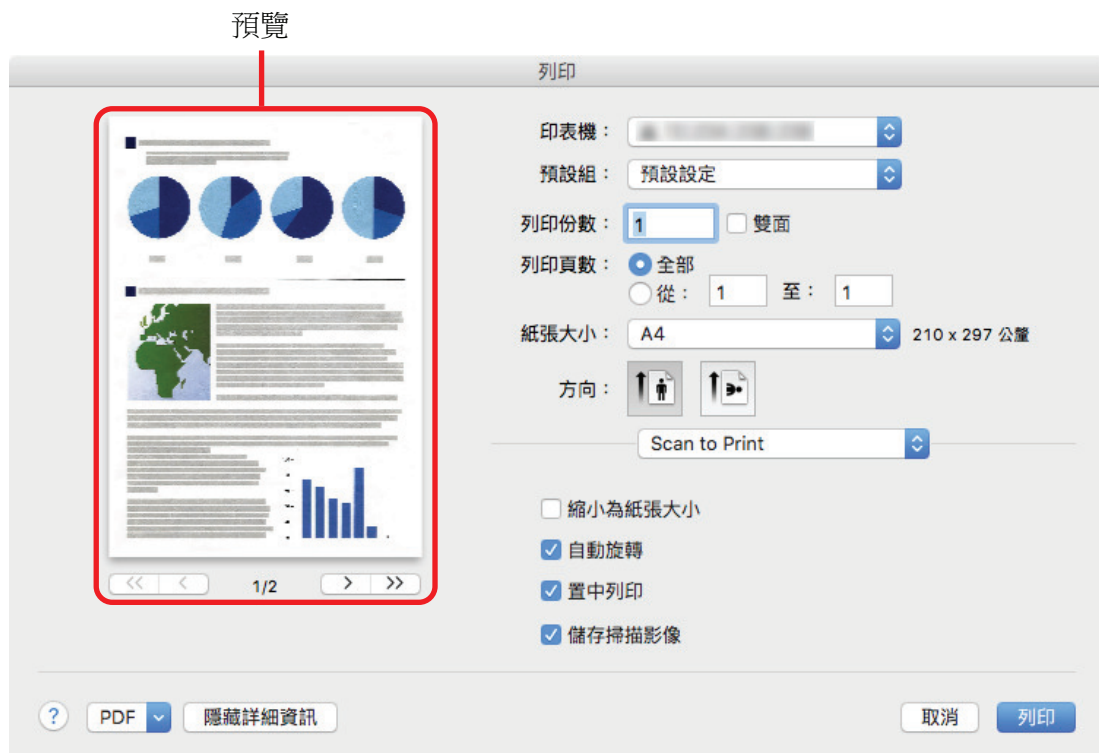 預覽
列印
印表機：
預設組： 預設設定
列印份數： 1 雙面
列印頁數： 全部
從： 1 至： 1
紙張大小： A4 210 x 297 公釐
方向：
Scan to Print
縮小為紙張大小
自動旋轉
置中列印
儲存掃描影像
<< < 1/2 > >>
? PDF 隱藏詳細資訊 取消 列印